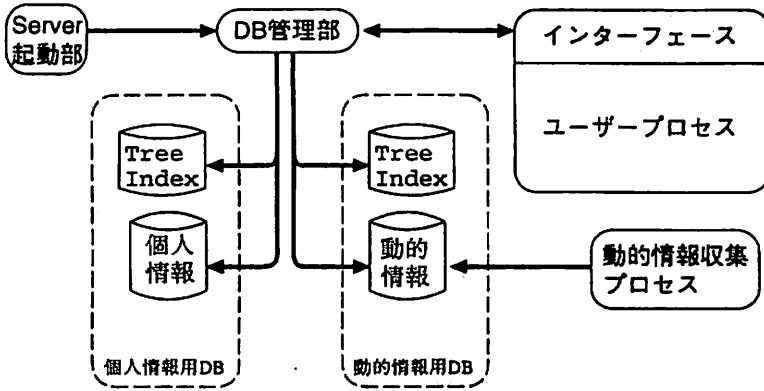 Server
起動部
DB管理部
インターフェース
ユーザープロセス
Tree
Index
個人
情報
個人情報用DB
Tree
Index
動的
情報
動的情報用DB
動的情報収集
プロセス